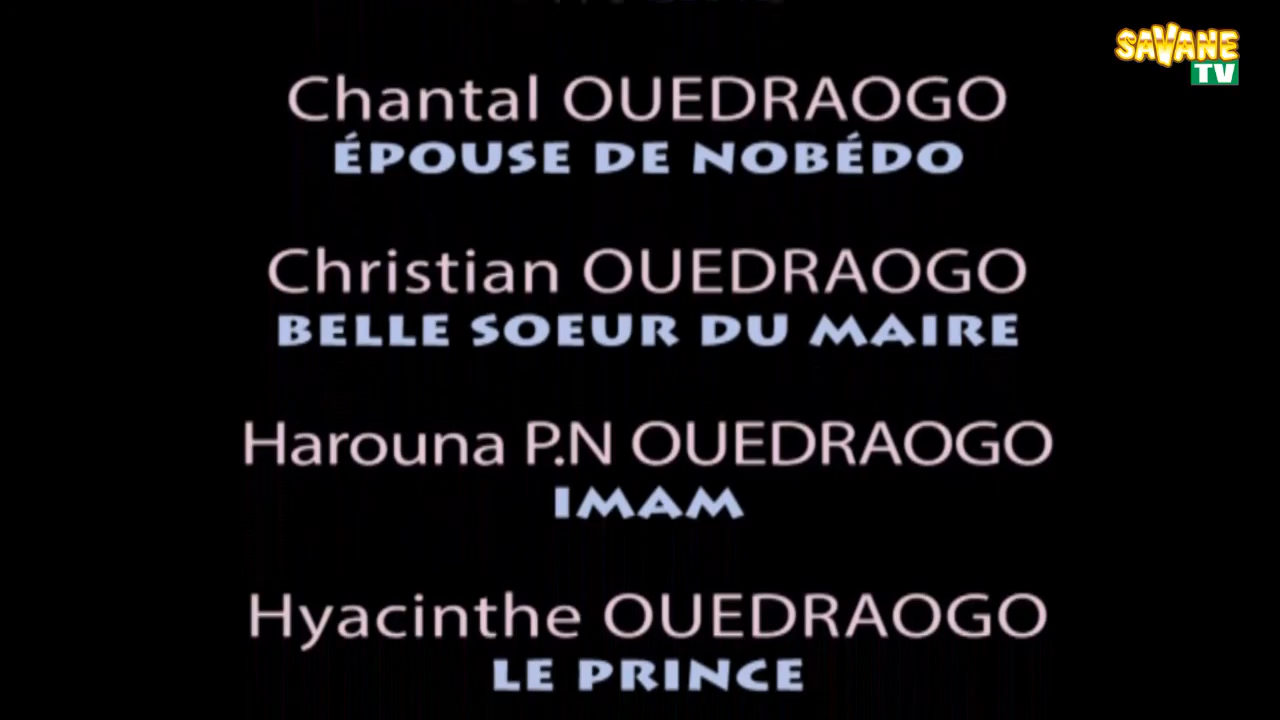 SAVANE
TV
Chantal OUEDRAOGO
ÉPOUSE DE NOBÉDO
Christian OUEDRAOGO
BELLE SOEUR DU MAIRE
Harouna P.N OUEDRAOGO
IMAM
Hyacinthe OUEDRAOGO
LE PRINCE